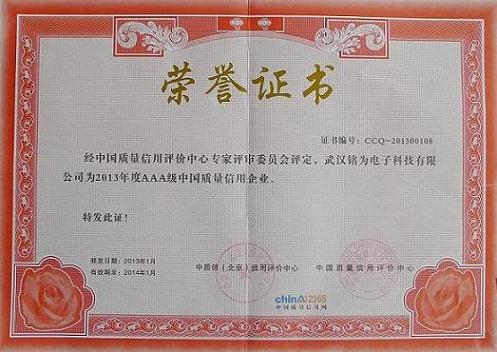 荣誉证书
证书编号：CCQ-201300108
经中国质量信用评价中心专家评审委员会评定，武汉铭为电子科技有限
公司为2013年度AAA级中国质量信用企业。
特发此证！
颁发日期：2013年1月
有效期至：2014年1月
中质信（北京）信用评价中心
中国质量信用评价中心
chinA12365
中国质量信用网